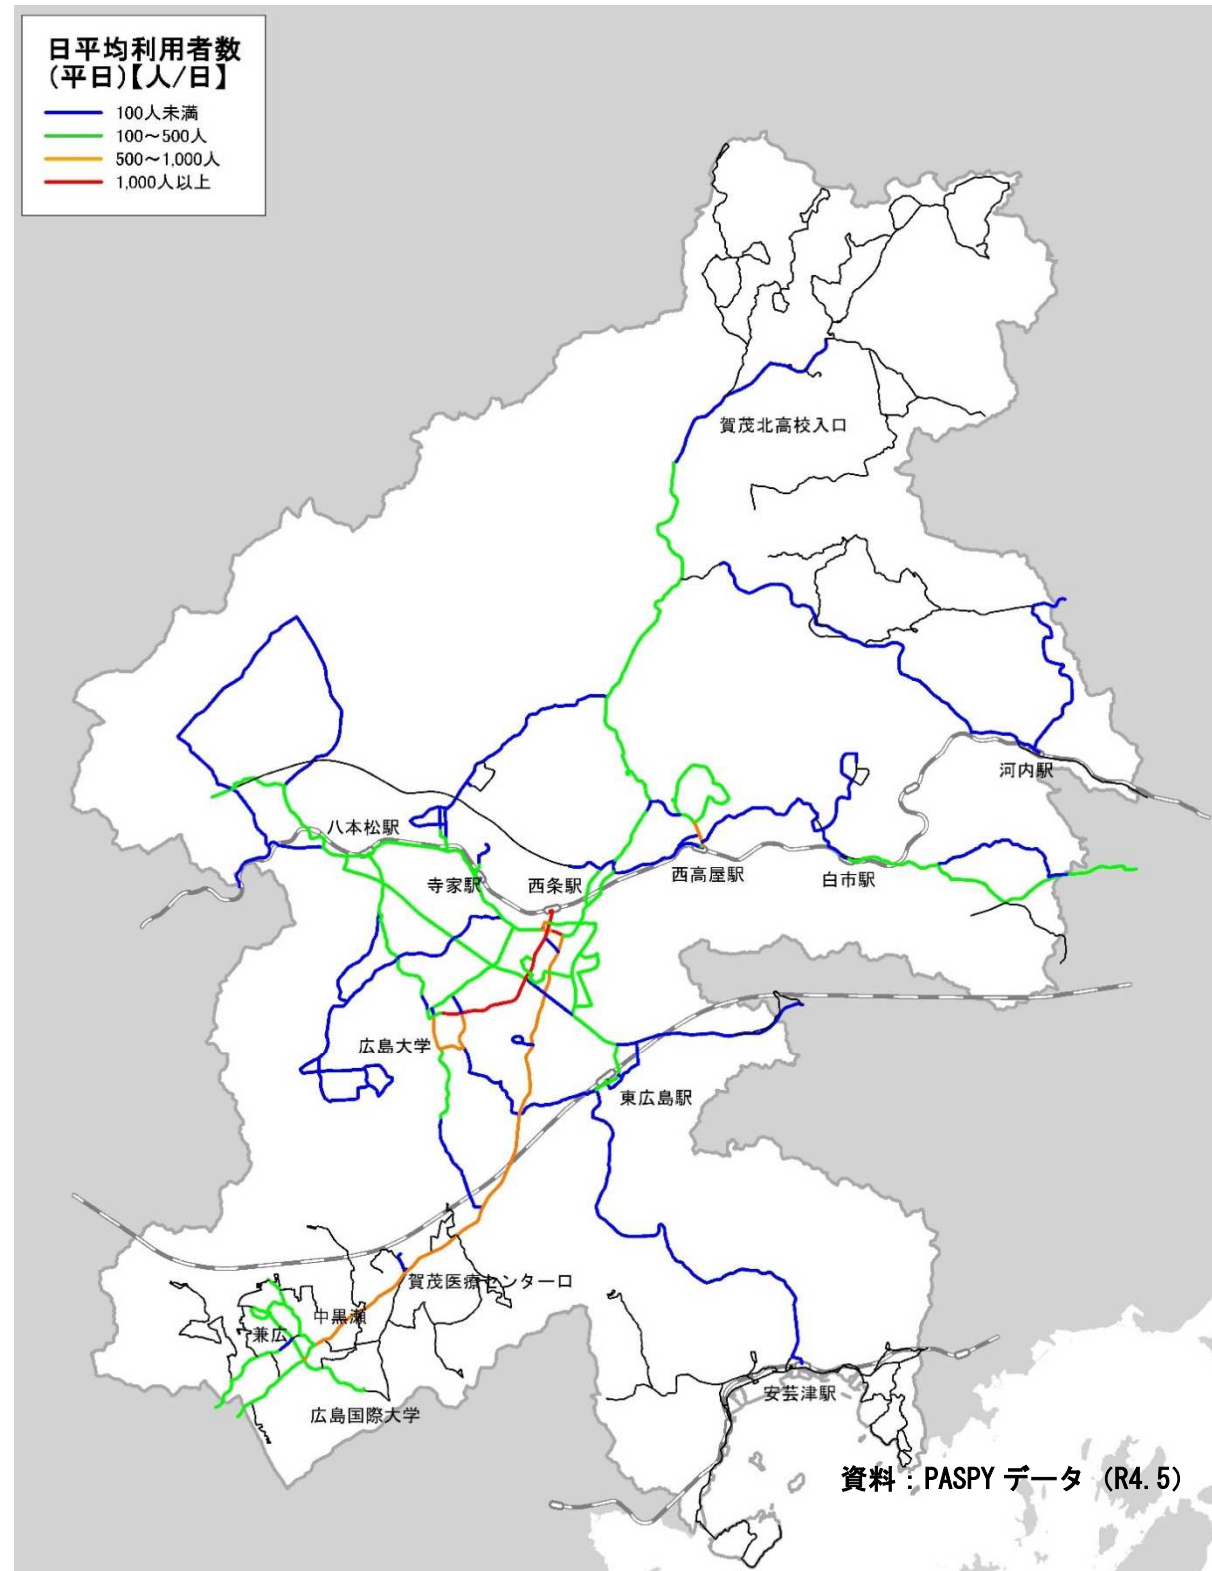 日平均利用者数
(平日)【人/日】
100人未満
100～500人
500～1,000人
1,000人以上
賀茂北高校入口
河内駅
八本松駅
寺家駅
西条駅
西高屋駅
白市駅
広島大学
東広島駅
賀茂医療センター口
中黒瀬
兼広
広島国際大学
安芸津駅
資料：PASPYデータ（R4.5）